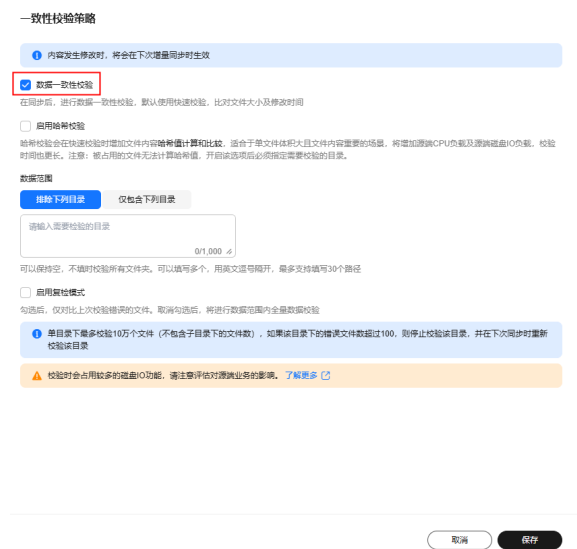 一致性校验策略
内容发生修改时，将会在下次增量同步时生效
数据一致性校验
在同步后，进行数据一致性校验，默认使用快速校验，比对文件大小及修改时间
启用哈希校验
哈希校验会在快速校验时增加文件内容哈希值计算和比较，适合于单文件体积大且文件内容重要的场景，将增加源端CPU负载及源端磁盘IO负载，校验
时间也更长。注意：被占用的文件无法计算哈希值，开启该选项后必须指定需要校验的目录。
数据范围
排除下列目录 仅包含下列目录
请输入需要检验的目录
0/1,000
可以保持空，不填时校验所有文件夹。可以填写多个，用英文逗号隔开，最多支持填写30个路径
启用复检模式
勾选后，仅对比上次校验错误的文件。取消勾选后，将进行数据范围内全量数据校验
单目录下最多校验10万个文件（不包含子目录下的文件数），如果该目录下的错误文件数超过100，则停止校验该目录，并在下次同步时重新
校验该目录
校验时会占用较多的磁盘IO功能，请注意评估对源端业务的影响。 了解更多
取消 保存